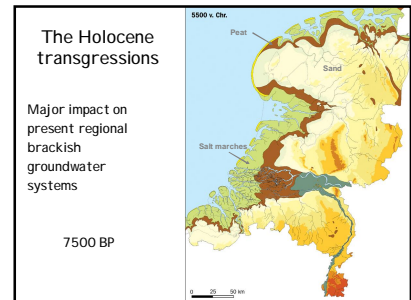 The Holocene
transgressions
Major impact on
present regional
brackish
groundwater
systems
7500 BP
5500 v. Chr.
Peat
Sand
Salt marches
0 25 50 km